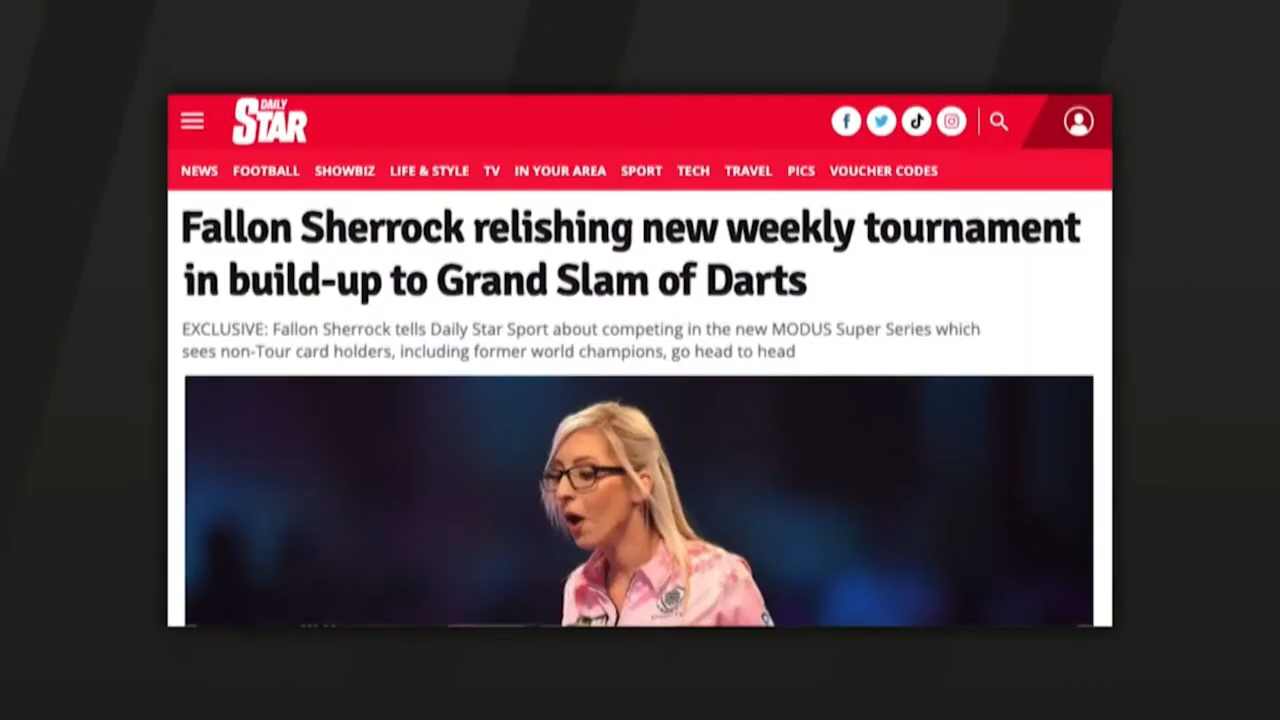 DAILY
STAR
NEWS FOOTBALL SHOWBIZ LIFE & STYLE TV IN YOUR AREA SPORT TECH TRAVEL PICS VOUCHER CODES
Fallon Sherrock relishing new weekly tournament
in build-up to Grand Slam of Darts
EXCLUSIVE: Fallon Sherrock tells Daily Star Sport about competing in the new MODUS Super Series which
sees non-Tour card holders, including former world champions, go head to head